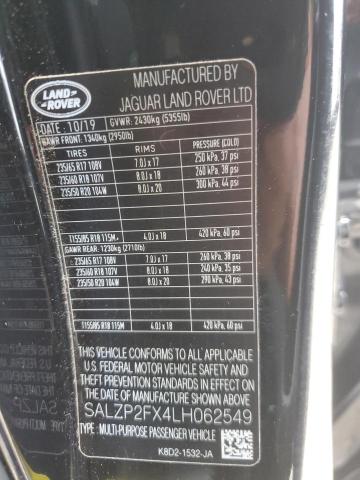 LAND ROVER
MANUFACTURED BY
JAGUAR LAND ROVER LTD
DATE: 10/19 GVWR: 2430kg (5355lb)
GAWR FRONT: 1340kg (2950lb)
TIRES RIMS PRESSURE (COLD)
235/65 R17 108V 7.0J x 17 250 kPa, 37 psi
235/60 R18 107V 8.0J x 18 260 kPa, 38 psi
235/50 R20 104W 8.0J x 20 300 kPa, 44 psi
T155/85 R18 115M 4.0J x 18 420 kPa, 60 psi
GAWR REAR: 1230kg (2710lb)
235/65 R17 108V 7.0J x 17 260 kPa, 38 psi
235/60 R18 107V 8.0J x 18 240 kPa, 35 psi
235/50 R20 104W 8.0J x 20 290 kPa, 43 psi
T155/85 R18 115M 4.0J x 18 420 kPa, 60 psi
THIS VEHICLE CONFORMS TO ALL APPLICABLE
U.S. FEDERAL MOTOR VEHICLE SAFETY STANDARDS
IN EFFECT ON THE DATE OF MANUFACTURE
SHOWN ABOVE
SALZP2FX4LH062549
TYPE: MULTI-PURPOSE PASSENGER VEHICLE
K8D2-1532-JA